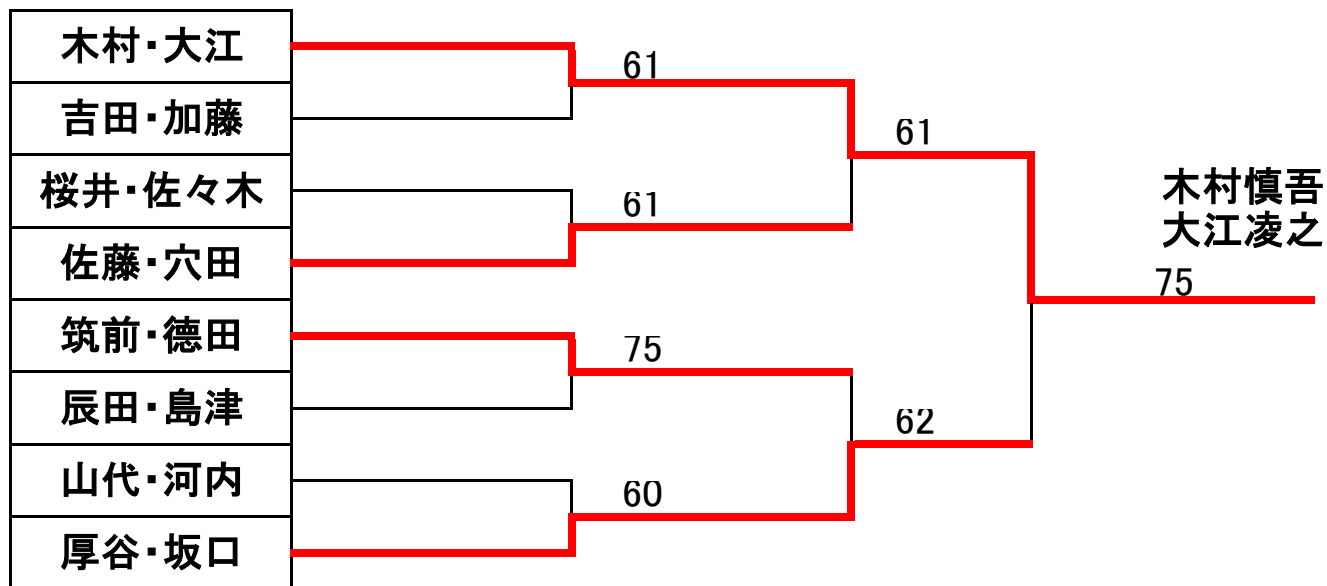 木村・大江
吉田・加藤
桜井・佐々木
佐藤・穴田
筑前・德田
辰田・島津
山代・河内
厚谷・坂口
61
61
75
60
61
62
木村慎吾
大江凌之
75